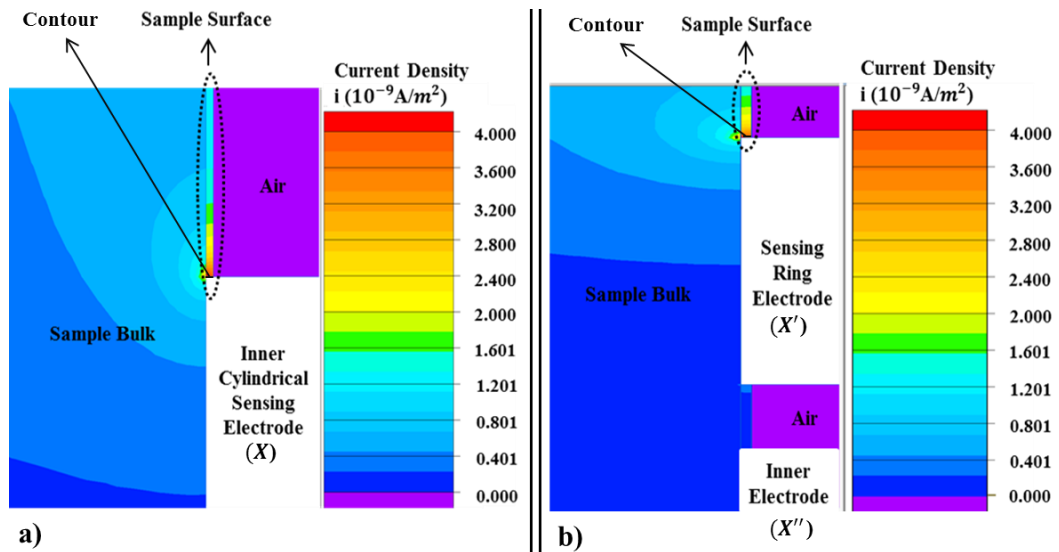 Contour
Sample Surface
Current Density
i (10⁻⁹A/m²)
4.000
3.600
3.200
2.800
2.400
2.000
1.601
1.201
0.801
0.401
0.000
Air
Sample Bulk
Inner
Cylindrical
Sensing
Electrode
(X)
a)
Contour
Sample Surface
Current Density
i (10⁻⁹A/m²)
4.000
3.600
3.200
2.800
2.400
2.000
1.601
1.201
0.801
0.401
0.000
Air
Sample Bulk
Sensing
Ring
Electrode
(X′)
Air
Inner
Electrode
(X″)
b)